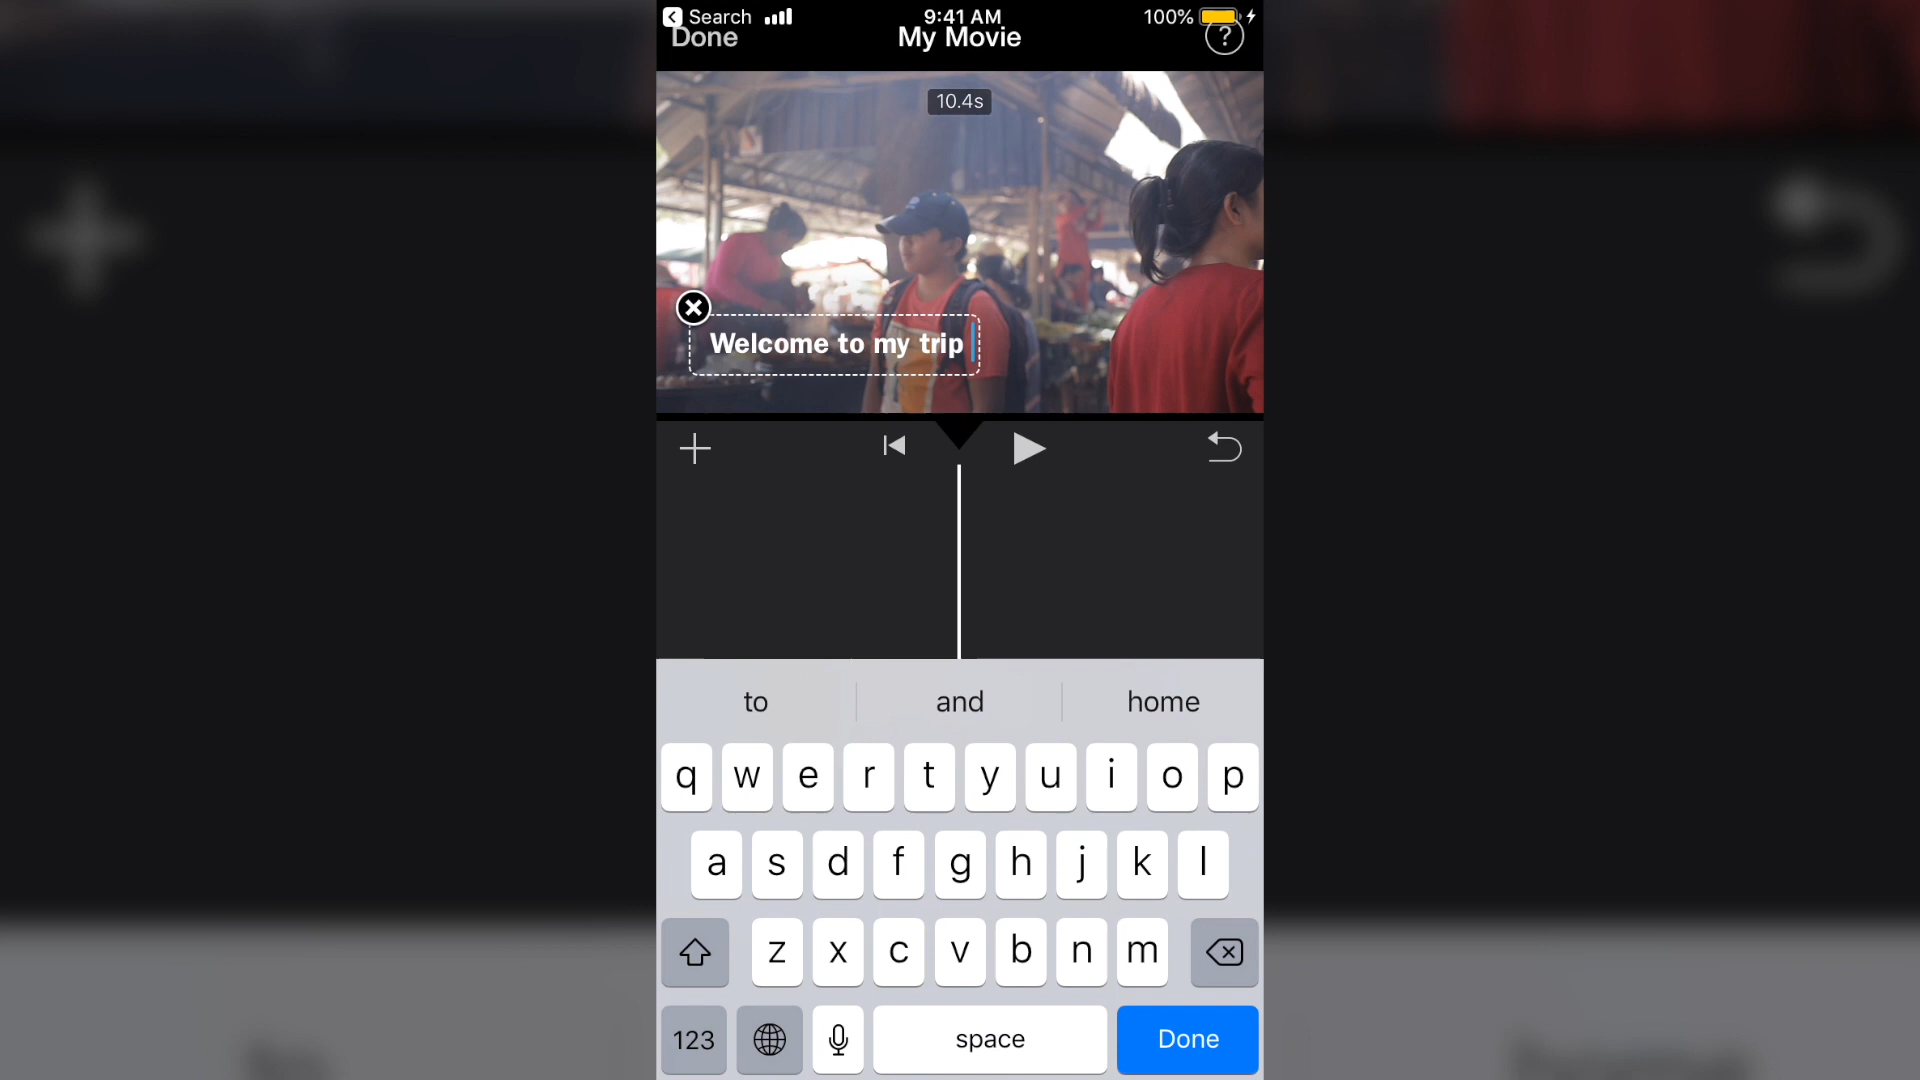 Search 9:41 AM 100%
Done My Movie ?
10.4s
Welcome to my trip
to and home
q w e r t y u i o p
a s d f g h j k l
z x c v b n m
123 space Done